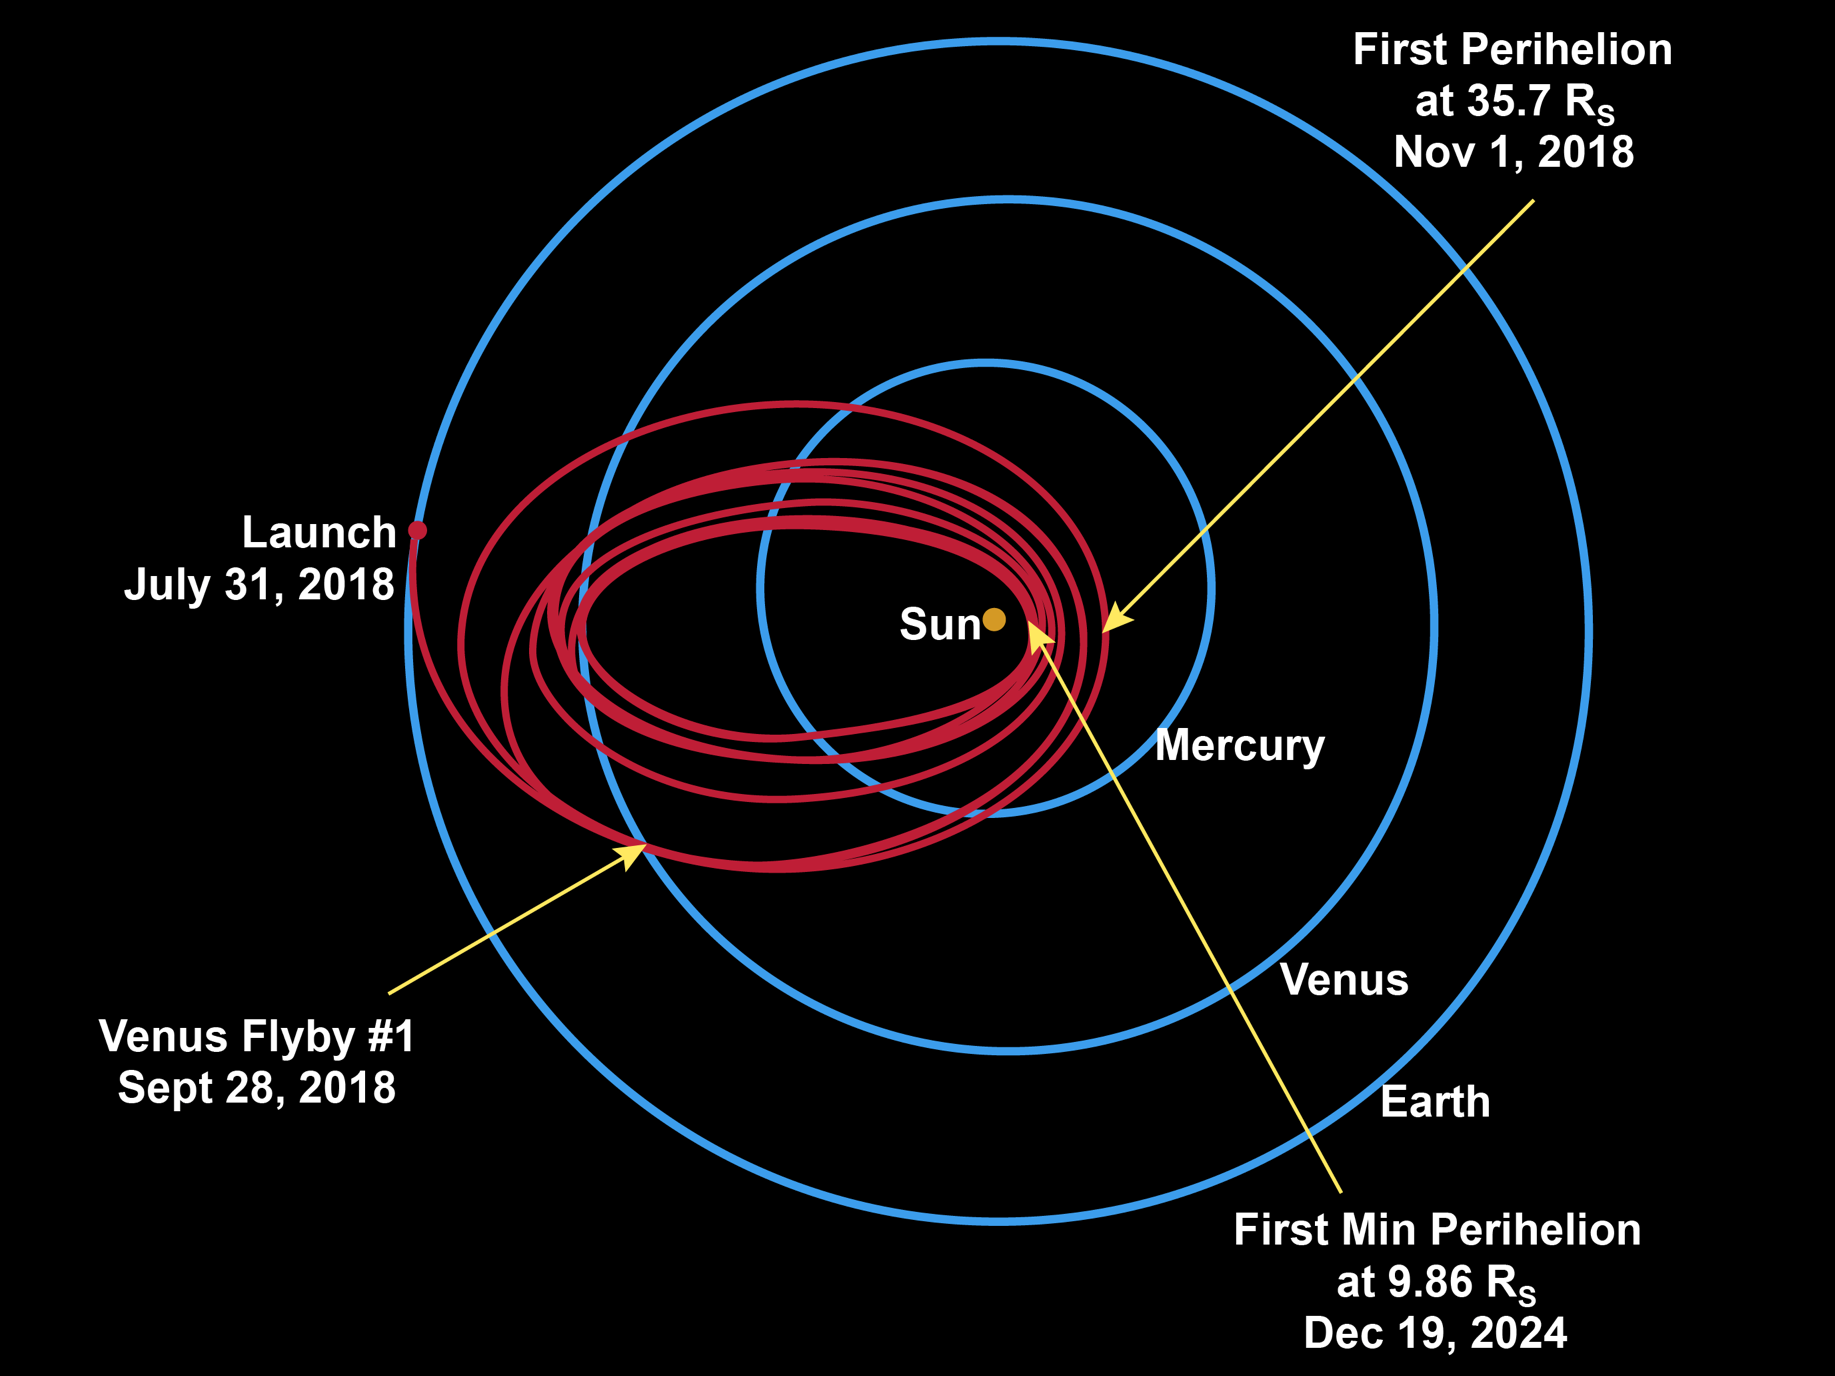 First Perihelion
at 35.7 RS
Nov 1, 2018
Launch
July 31, 2018
Sun
Mercury
Venus
Venus Flyby #1
Sept 28, 2018
Earth
First Min Perihelion
at 9.86 RS
Dec 19, 2024